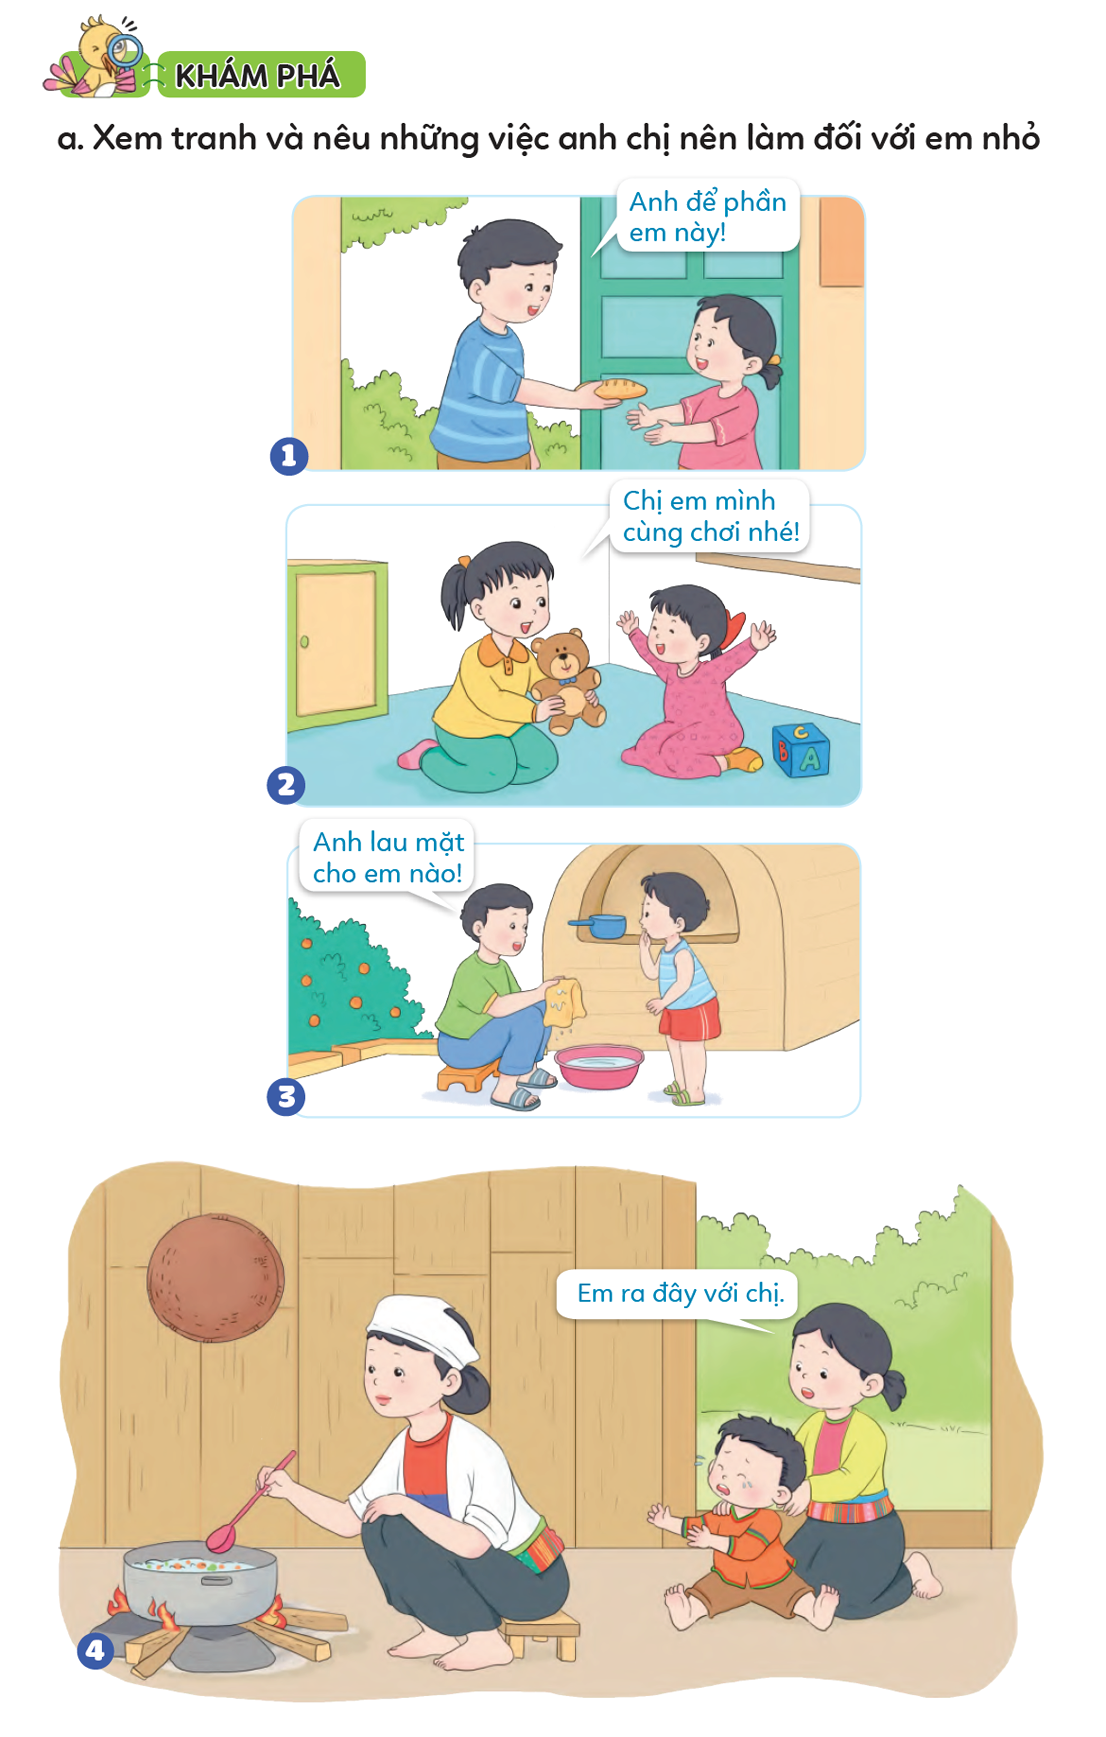 KHÁM PHÁ
a. Xem tranh và nêu những việc anh chị nên làm đối với em nhỏ
Anh để phần
em này!
1
Chị em mình
cùng chơi nhé!
C
B
A
2
Anh lau mặt
cho em nào!
3
Em ra đây với chị.
4